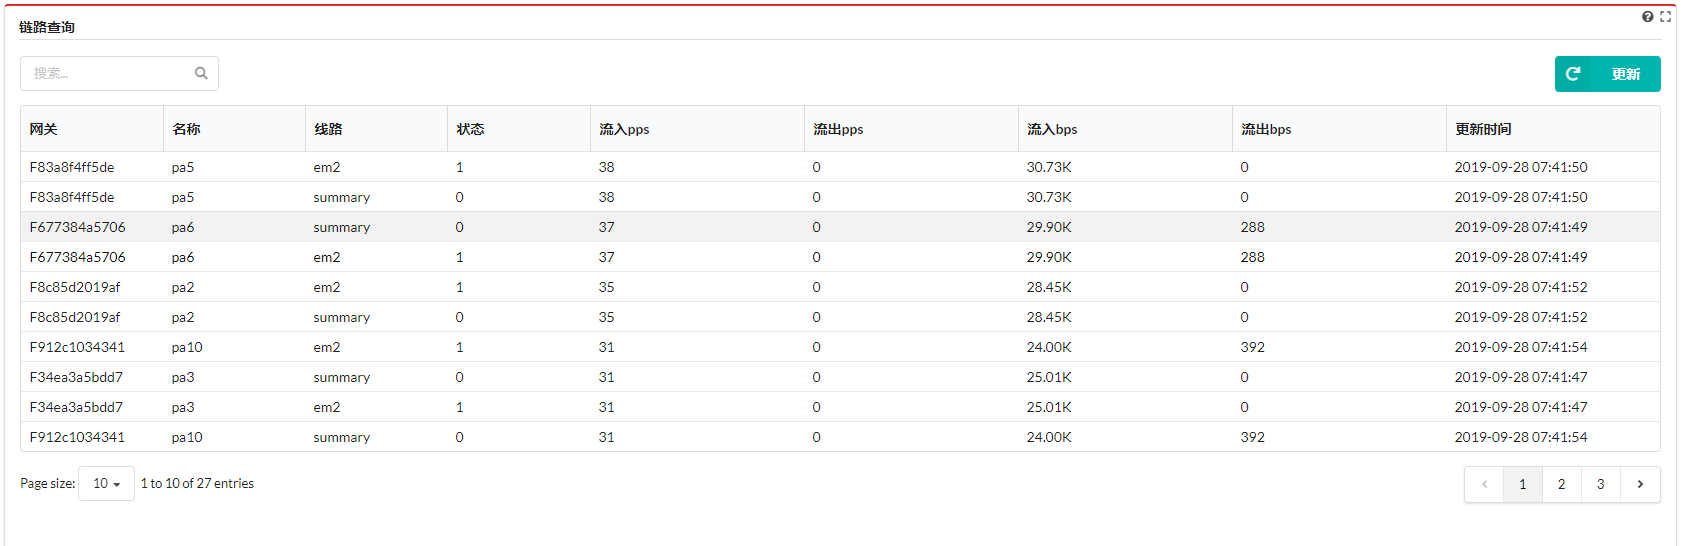 链路查询
搜索...
更新
网关 名称 线路 状态 流入pps 流出pps 流入bps 流出bps 更新时间
F83a8f4ff5de pa5 em2 1 38 0 30.73K 0 2019-09-28 07:41:50
F83a8f4ff5de pa5 summary 0 38 0 30.73K 0 2019-09-28 07:41:50
F677384a5706 pa6 summary 0 37 0 29.90K 288 2019-09-28 07:41:49
F677384a5706 pa6 em2 1 37 0 29.90K 288 2019-09-28 07:41:49
F8c85d2019af pa2 em2 1 35 0 28.45K 0 2019-09-28 07:41:52
F8c85d2019af pa2 summary 0 35 0 28.45K 0 2019-09-28 07:41:52
F912c1034341 pa10 em2 1 31 0 24.00K 392 2019-09-28 07:41:54
F34ea3a5bdd7 pa3 summary 0 31 0 25.01K 0 2019-09-28 07:41:47
F34ea3a5bdd7 pa3 em2 1 31 0 25.01K 0 2019-09-28 07:41:47
F912c1034341 pa10 summary 0 31 0 24.00K 392 2019-09-28 07:41:54
Page size: 10 1 to 10 of 27 entries 1 2 3